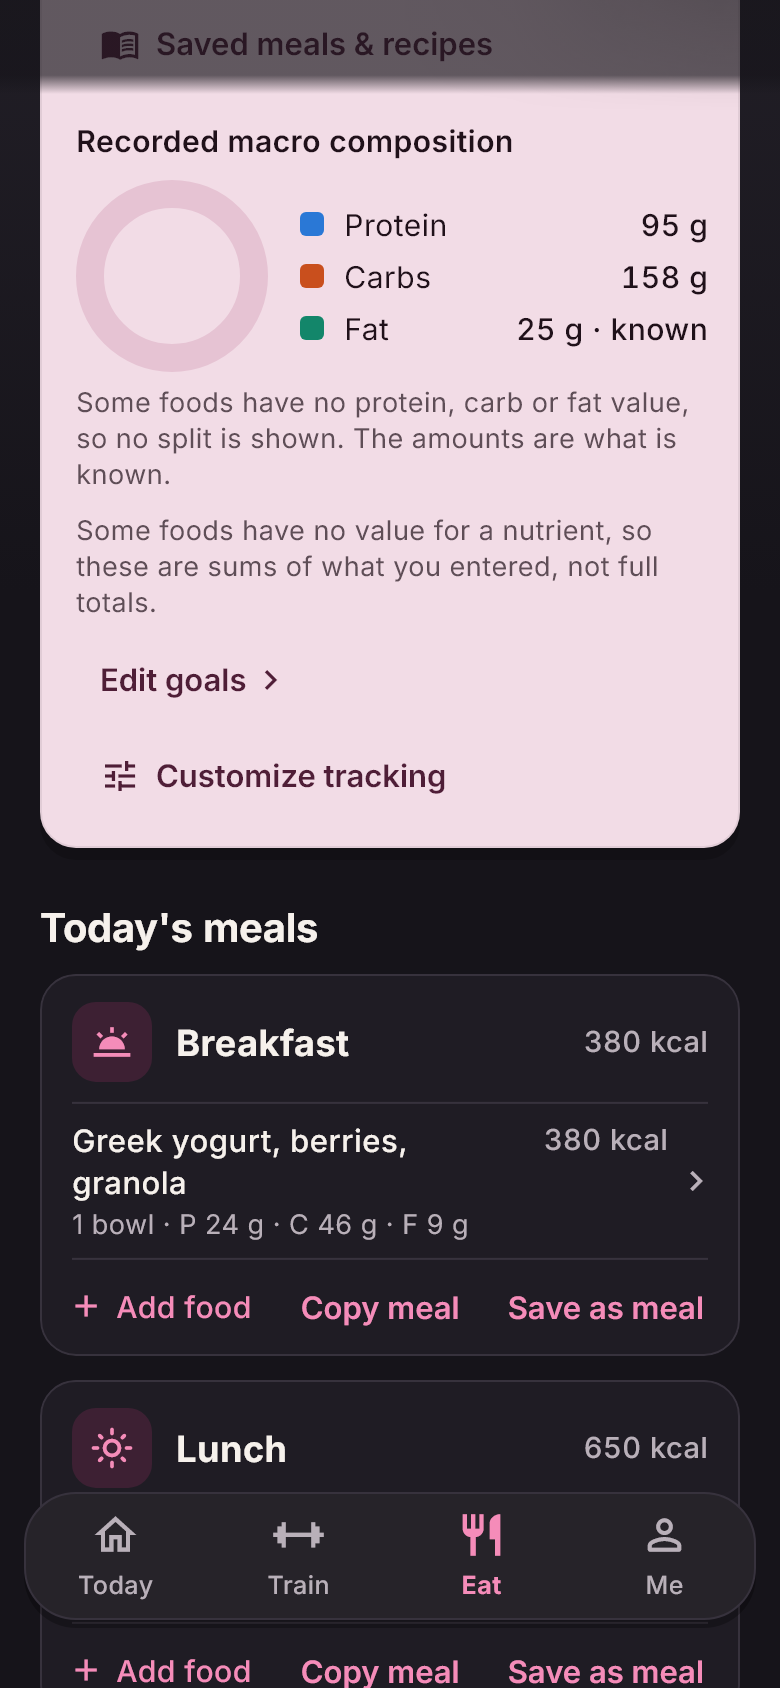 Saved meals & recipes
Recorded macro composition
Protein 95 g
Carbs 158 g
Fat 25 g · known
Some foods have no protein, carb or fat value,
so no split is shown. The amounts are what is
known.
Some foods have no value for a nutrient, so
these are sums of what you entered, not full
totals.
Edit goals
Customize tracking
Today's meals
Breakfast 380 kcal
Greek yogurt, berries, 380 kcal
granola
1 bowl · P 24 g · C 46 g · F 9 g
+ Add food Copy meal Save as meal
Lunch 650 kcal
Today Train Eat Me
+ Add food Copy meal Save as meal